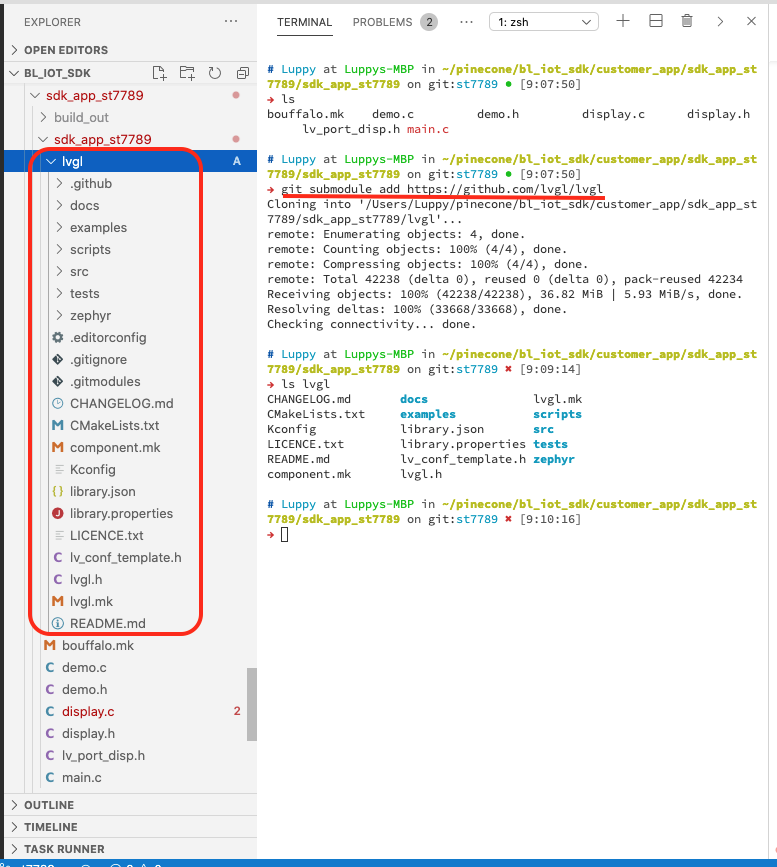 EXPLORER
OPEN EDITORS
BL_IOT_SDK
sdk_app_st7789
build_out
sdk_app_st7789
lvgl A
.github
docs
examples
scripts
src
tests
zephyr
.editorconfig
.gitignore
.gitmodules
CHANGELOG.md
CMakeLists.txt
component.mk
Kconfig
library.json
library.properties
LICENCE.txt
lv_conf_template.h
lvgl.h
lvgl.mk
README.md
bouffalo.mk
demo.c
demo.h
display.c 2
display.h
lv_port_disp.h
main.c
OUTLINE
TIMELINE
TASK RUNNER
TERMINAL PROBLEMS 2 ··· 1: zsh
# Luppy at Luppys-MBP in ~/pinecone/bl_iot_sdk/customer_app/sdk_app_st
7789/sdk_app_st7789 on git:st7789 ● [9:07:50]
→ ls
bouffalo.mk demo.c demo.h display.c display.h
lv_port_disp.h main.c
# Luppy at Luppys-MBP in ~/pinecone/bl_iot_sdk/customer_app/sdk_app_st
7789/sdk_app_st7789 on git:st7789 ● [9:07:50]
→ git submodule add https://github.com/lvgl/lvgl
Cloning into '/Users/Luppy/pinecone/bl_iot_sdk/customer_app/sdk_app_st
7789/sdk_app_st7789/lvgl'...
remote: Enumerating objects: 4, done.
remote: Counting objects: 100% (4/4), done.
remote: Compressing objects: 100% (4/4), done.
remote: Total 42238 (delta 0), reused 0 (delta 0), pack-reused 42234
Receiving objects: 100% (42238/42238), 36.82 MiB | 5.93 MiB/s, done.
Resolving deltas: 100% (33668/33668), done.
Checking connectivity... done.
# Luppy at Luppys-MBP in ~/pinecone/bl_iot_sdk/customer_app/sdk_app_st
7789/sdk_app_st7789 on git:st7789 ✖ [9:09:14]
→ ls lvgl
CHANGELOG.md docs lvgl.mk
CMakeLists.txt examples scripts
Kconfig library.json src
LICENCE.txt library.properties tests
README.md lv_conf_template.h zephyr
component.mk lvgl.h
# Luppy at Luppys-MBP in ~/pinecone/bl_iot_sdk/customer_app/sdk_app_st
7789/sdk_app_st7789 on git:st7789 ✖ [9:10:16]
→